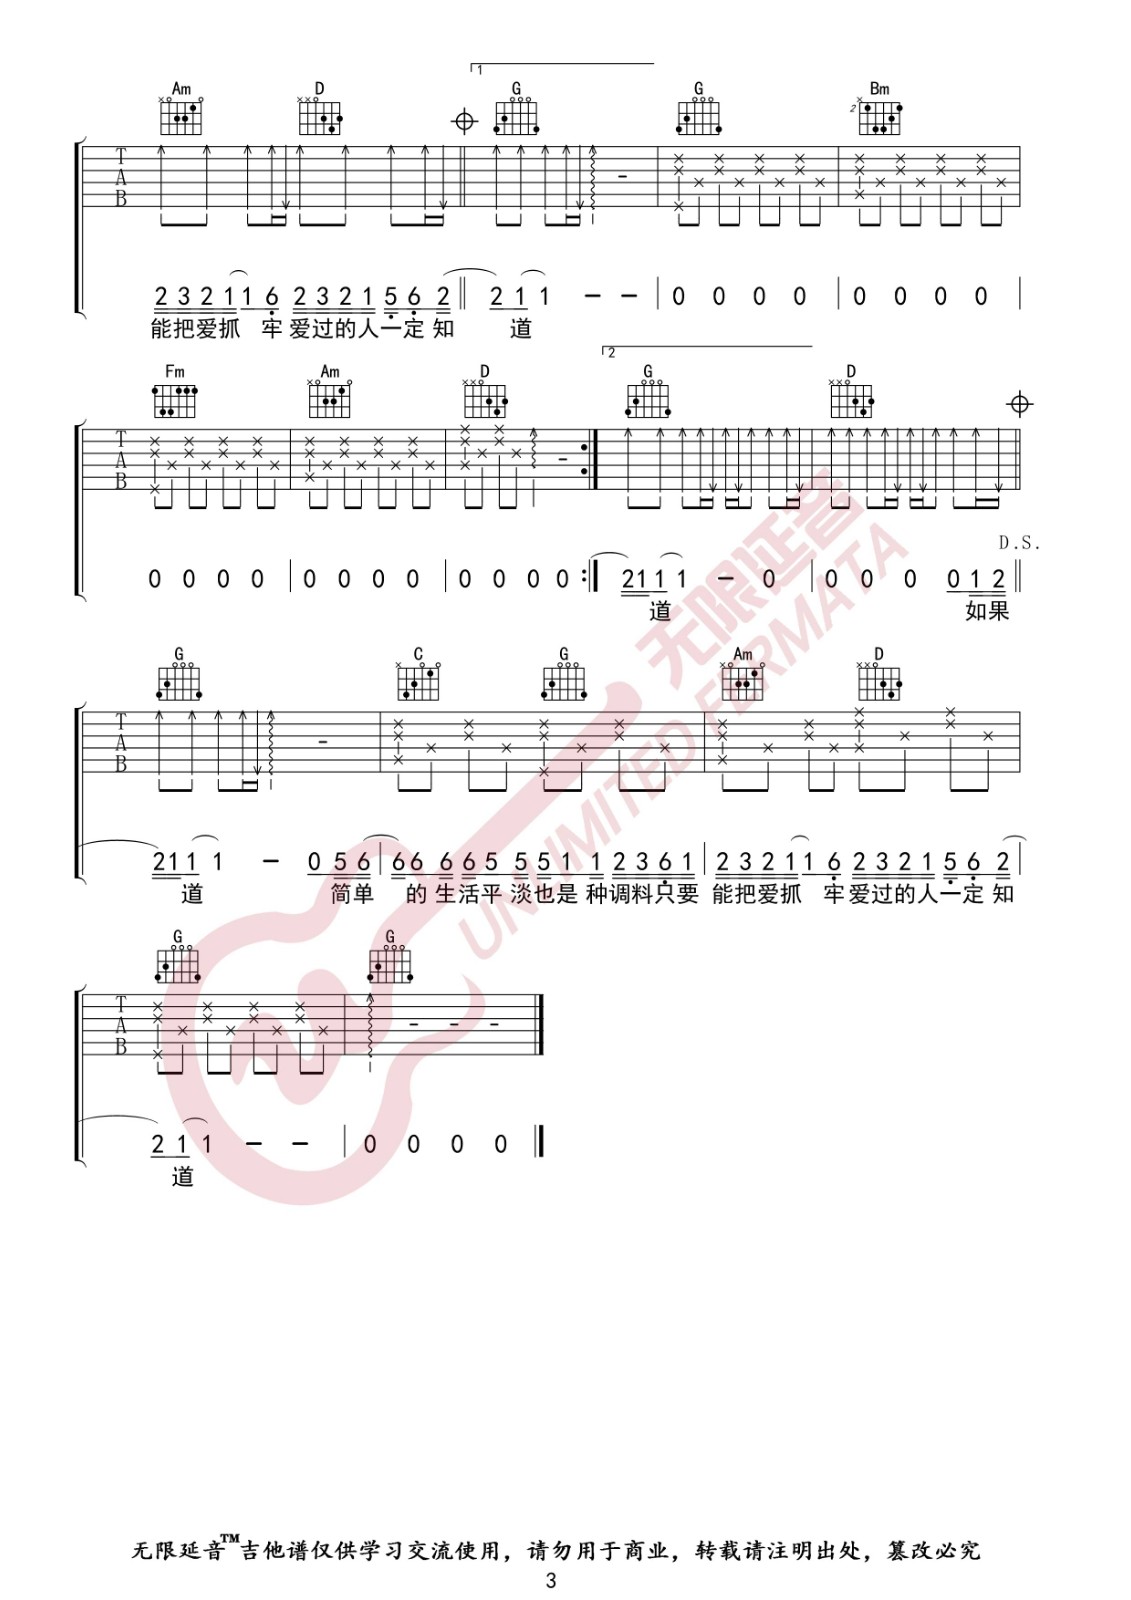 1
Am D G G Bm
2
T A B
2 3 2 1 1 6 2 3 2 1 5 6 2 ‖ 2 1 1 － － | 0 0 0 0 | 0 0 0 0 |
能把爱抓 牢 爱过的人一定 知 道
2
Fm Am D G D
T A B
D.S.
0 0 0 0 | 0 0 0 0 | 0 0 0 0 :‖ 21 1 1 － 0 | 0 0 0 0 1 2 ‖
道 如果
G C G Am D
T A B
21 1 1 － 0 5 6 | 6 6 6 6 5 5 5 1 1 2 3 6 1 | 2 3 2 1 1 6 2 3 2 1 5 6 2 |
道 简单 的 生活平 淡也是 种调料只要 能把爱抓 牢 爱过的人一定 知
G G
T A B
2 1 1 － － | 0 0 0 0 ‖
道
无限延音
UNLIMITED FERMATA
无限延音™吉他谱仅供学习交流使用，请勿用于商业，转载请注明出处，篡改必究
3